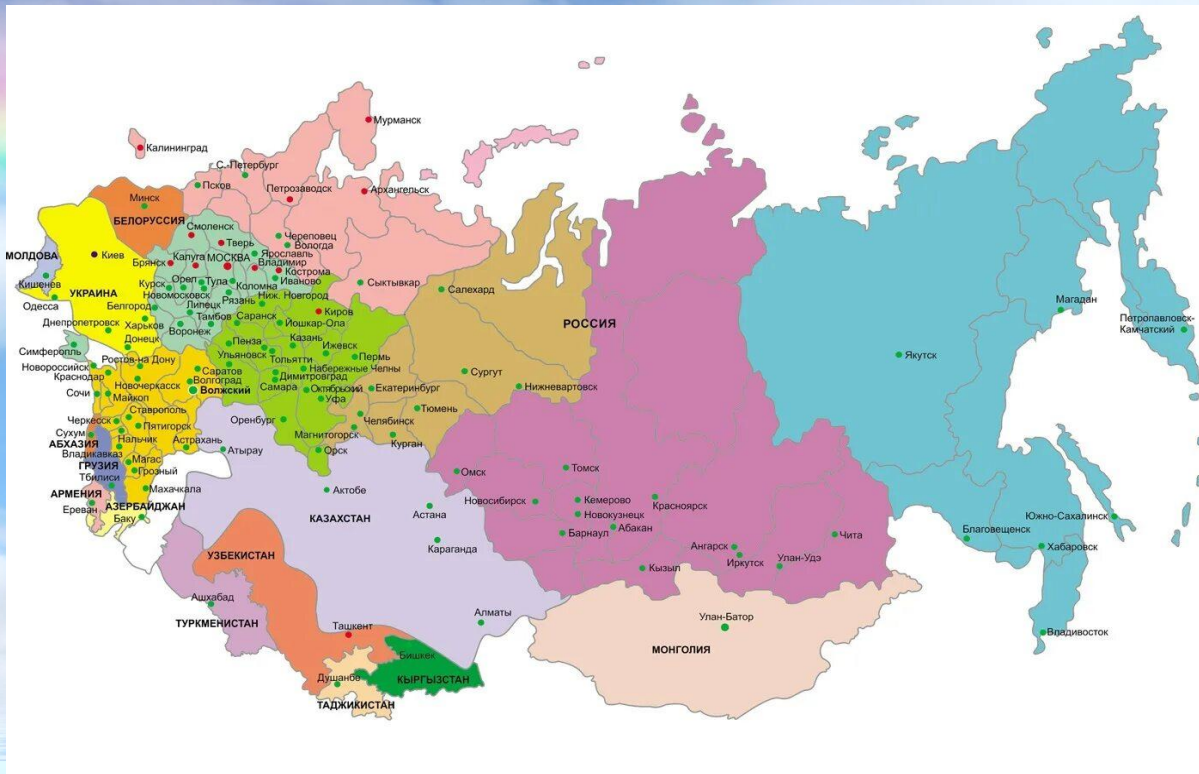 Мурманск
Калининград
С.-Петербург
Псков
Петрозаводск
Архангельск
Минск
БЕЛОРУССИЯ
Смоленск
Череповец
Вологда
Тверь
Киев
МОЛДОВА
Брянск
Калуга
МОСКВА
Ярославль
Владимир
Кострома
Иваново
Сыктывкар
Салехард
Кишенёв
УКРАИНА
Курск
Орел
Тула
Коломна
Новомосковск
Рязань
Ниж. Новгород
Одесса
Белгород
Липецк
Киров
Магадан
Днепропетровск
Харьков
Воронеж
Тамбов
Саранск
Йошкар-Ола
РОССИЯ
Петропавловск-
Камчатский
Донецк
Пенза
Казань
Симферопль
Ульяновск
Тольятти
Ижевск
Пермь
Якутск
Новороссийск
Ростов-на Дону
Саратов
Набережные Челны
Краснодар
Новочеркасск
Волгоград
Димитровград
Сургут
Сочи
Майкоп
Волжский
Самара
Октябрьский
Екатеринбург
Нижневартовск
Уфа
Тюмень
Черкесск
Ставрополь
Пятигорск
Оренбург
Челябинск
Сухум
Нальчик
Астрахань
Магнитогорск
Курган
АБХАЗИЯ
Владикавказ
Атырау
Орск
ГРУЗИЯ
Магас
Грозный
Омск
Томск
Тбилиси
АРМЕНИЯ
Махачкала
Актобе
Новосибирск
Кемерово
Красноярск
Ереван
АЗЕРБАЙДЖАН
Баку
КАЗАХСТАН
Астана
Новокузнецк
Абакан
Барнаул
Чита
Благовещенск
Южно-Сахалинск
Караганда
Ангарск
Иркутск
Улан-Удэ
Хабаровск
УЗБЕКИСТАН
Кызыл
Ашхабад
ТУРКМЕНИСТАН
Алматы
Улан-Батор
Ташкент
МОНГОЛИЯ
Владивосток
Бишкек
Душанбе
КЫРГЫЗСТАН
ТАДЖИКИСТАН